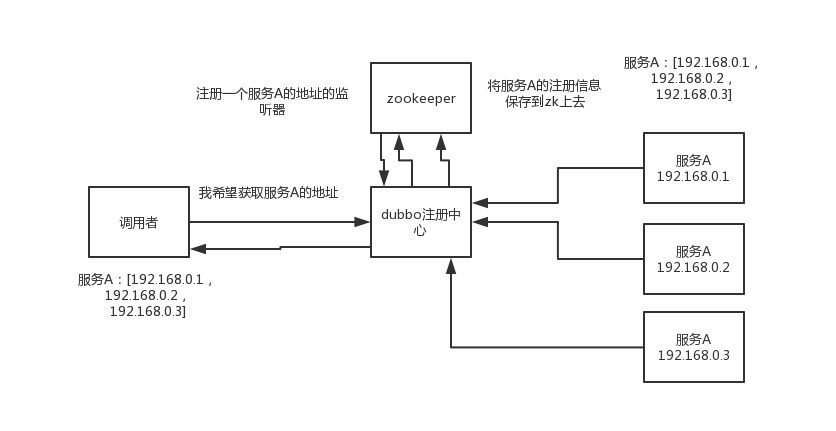 服务A：[192.168.0.1，
192.168.0.2，
192.168.0.3]
注册一个服务A的地址的监
听器
zookeeper
将服务A的注册信息
保存到zk上去
服务A
192.168.0.1
我希望获取服务A的地址
调用者
dubbo注册中
心
服务A
192.168.0.2
服务A：[192.168.0.1，
192.168.0.2，
192.168.0.3]
服务A
192.168.0.3